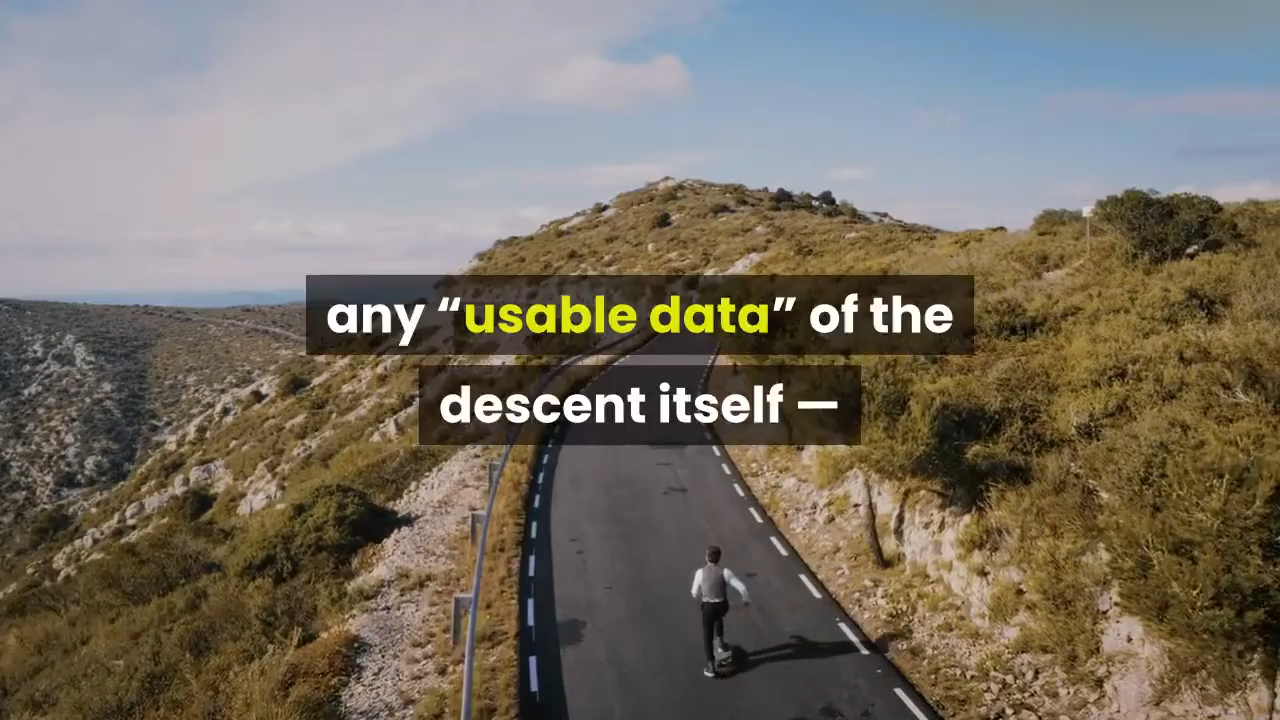 any “usable data” of the
descent itself —